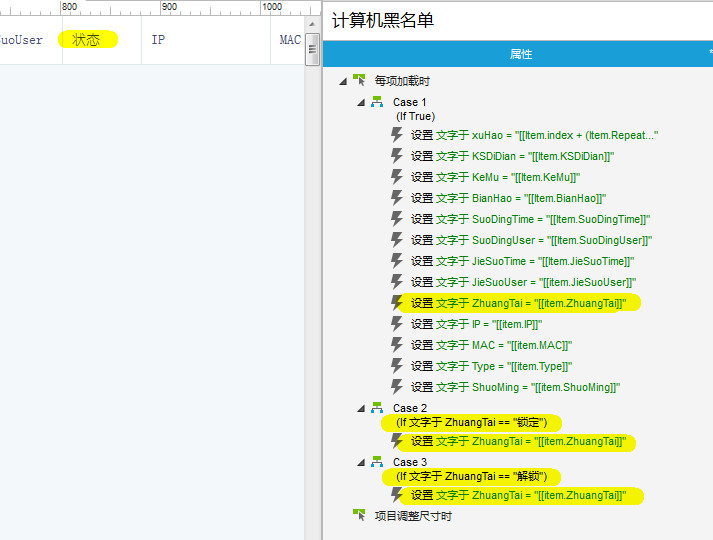 800
900
1000
SuoUser
状态
IP
MAC
计算机黑名单
属性
每项加载时
Case 1
(If True)
设置 文字于 xuHao = "[[Item.index + (Item.Repeat..."
设置 文字于 KSDiDian = "[[Item.KSDiDian]]"
设置 文字于 KeMu = "[[Item.KeMu]]"
设置 文字于 BianHao = "[[Item.BianHao]]"
设置 文字于 SuoDingTime = "[[Item.SuoDingTime]]"
设置 文字于 SuoDingUser = "[[Item.SuoDingUser]]"
设置 文字于 JieSuoTime = "[[Item.JieSuoTime]]"
设置 文字于 JieSuoUser = "[[item.JieSuoUser]]"
设置 文字于 ZhuangTai = "[[item.ZhuangTai]]"
设置 文字于 IP = "[[item.IP]]"
设置 文字于 MAC = "[[item.MAC]]"
设置 文字于 Type = "[[item.Type]]"
设置 文字于 ShuoMing = "[[item.ShuoMing]]"
Case 2
(If 文字于 ZhuangTai == "锁定")
设置 文字于 ZhuangTai = "[[item.ZhuangTai]]"
Case 3
(If 文字于 ZhuangTai == "解锁")
设置 文字于 ZhuangTai = "[[item.ZhuangTai]]"
项目调整尺寸时